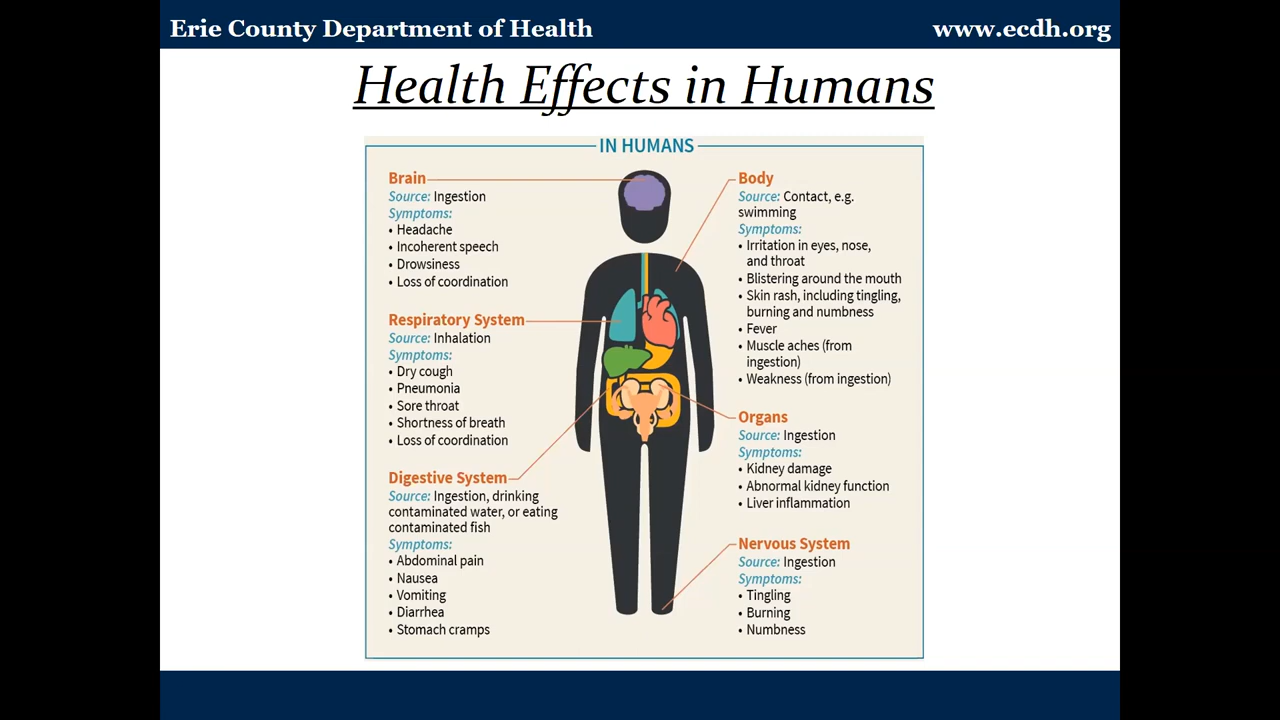 Erie County Department of Health
www.ecdh.org
Health Effects in Humans
IN HUMANS
Brain
Source: Ingestion
Symptoms:
• Headache
• Incoherent speech
• Drowsiness
• Loss of coordination
Respiratory System
Source: Inhalation
Symptoms:
• Dry cough
• Pneumonia
• Sore throat
• Shortness of breath
• Loss of coordination
Digestive System
Source: Ingestion, drinking
contaminated water, or eating
contaminated fish
Symptoms:
• Abdominal pain
• Nausea
• Vomiting
• Diarrhea
• Stomach cramps
Body
Source: Contact, e.g.
swimming
Symptoms:
• Irritation in eyes, nose,
and throat
• Blistering around the mouth
• Skin rash, including tingling,
burning and numbness
• Fever
• Muscle aches (from
ingestion)
• Weakness (from ingestion)
Organs
Source: Ingestion
Symptoms:
• Kidney damage
• Abnormal kidney function
• Liver inflammation
Nervous System
Source: Ingestion
Symptoms:
• Tingling
• Burning
• Numbness